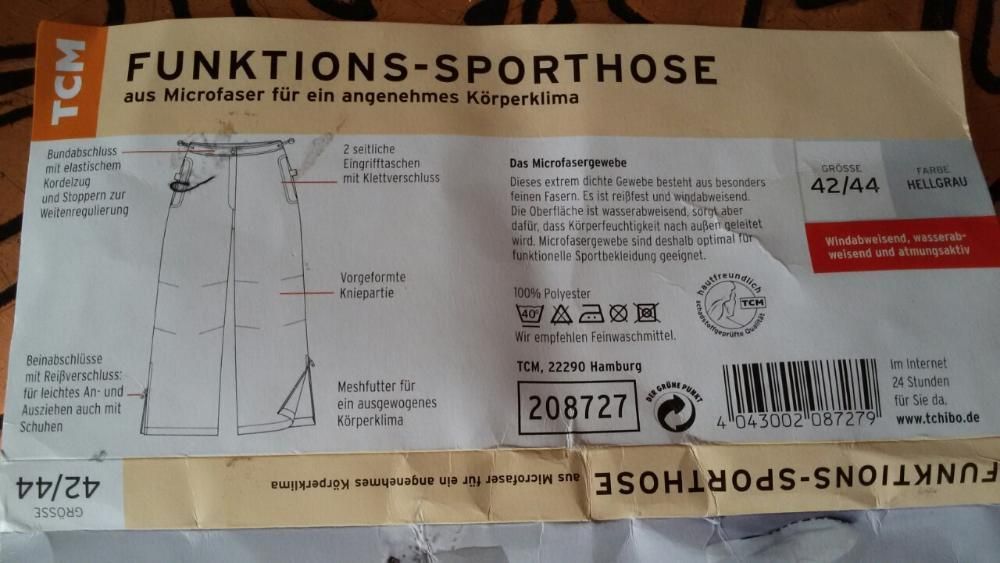 TCM
FUNKTIONS-SPORTHOSE
aus Microfaser für ein angenehmes Körperklima
Bundabschluss
mit elastischem
Kordelzug
und Stoppern zur
Weitenregulierung
2 seitliche
Eingrifftaschen
mit Klettverschluss
Vorgeformte
Kniepartie
Beinabschlüsse
mit Reißverschluss:
für leichtes An- und
Ausziehen auch mit
Schuhen
Meshfutter für
ein ausgewogenes
Körperklima
Das Microfasergewebe
Dieses extrem dichte Gewebe besteht aus besonders
feinen Fasern. Es ist reißfest und windabweisend.
Die Oberfläche ist wasserabweisend, sorgt aber
dafür, dass Körperfeuchtigkeit nach außen geleitet
wird. Microfasergewebe sind deshalb optimal für
funktionelle Sportbekleidung geeignet.
100% Polyester
40°
Wir empfehlen Feinwaschmittel.
hautfreundlich
TCM
schadstoffgeprüfte Qualität
GRÖSSE
42/44
FARBE
HELLGRAU
Windabweisend, wasserab-
weisend und atmungsaktiv
TCM, 22290 Hamburg
208727
DER GRÜNE PUNKT
4 043002 087279
Im Internet
24 Stunden
für Sie da.
www.tchibo.de
FUNKTIONS-SPORTHOSE
aus Microfaser für ein angenehmes Körperklima
GRÖSSE
42/44